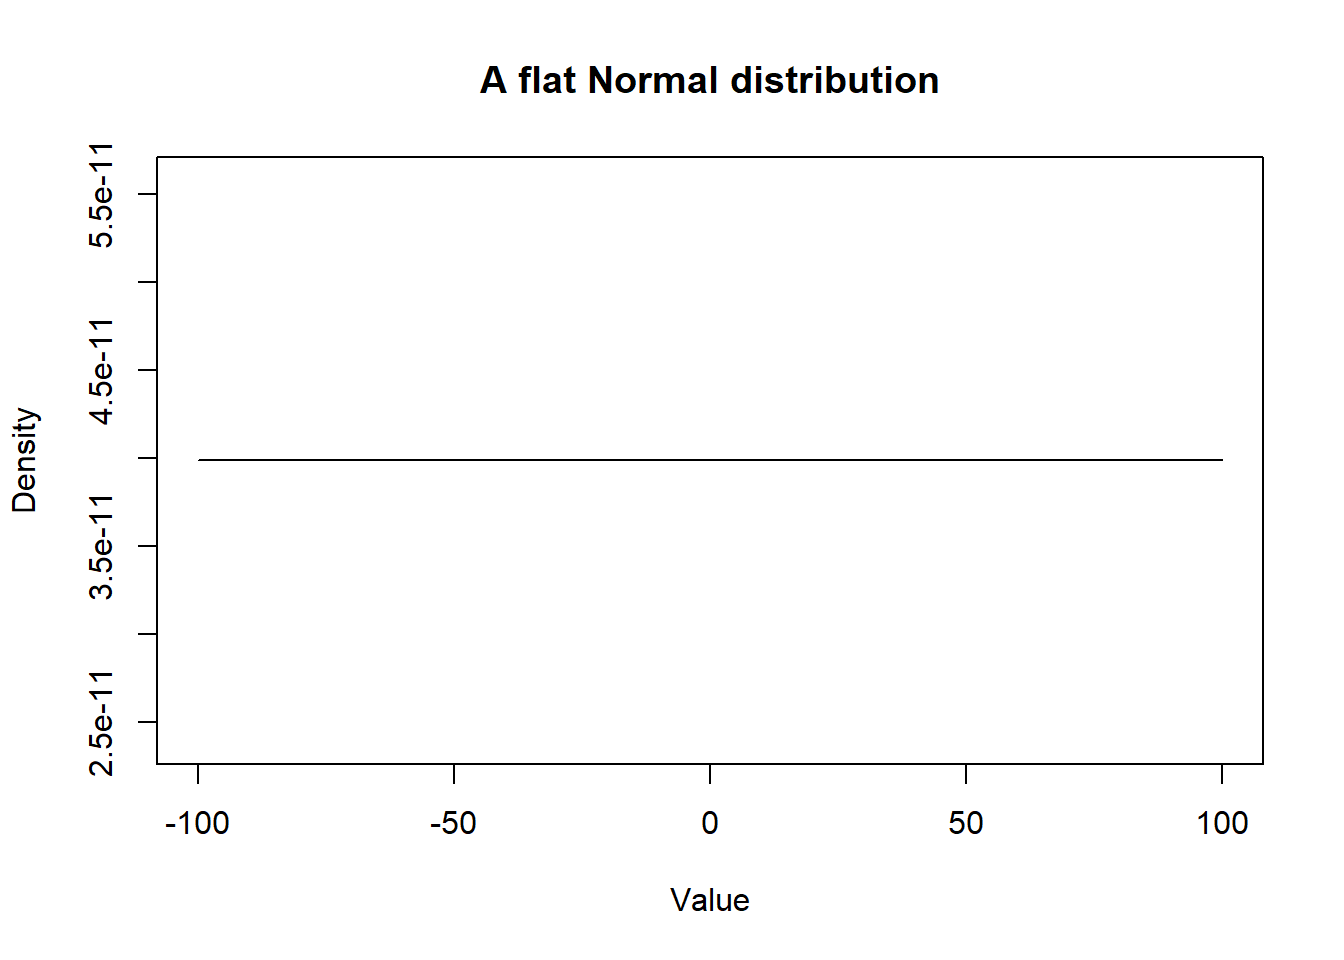 A flat Normal distribution
Density
5.5e-11
4.5e-11
3.5e-11
2.5e-11
-100 -50 0 50 100
Value